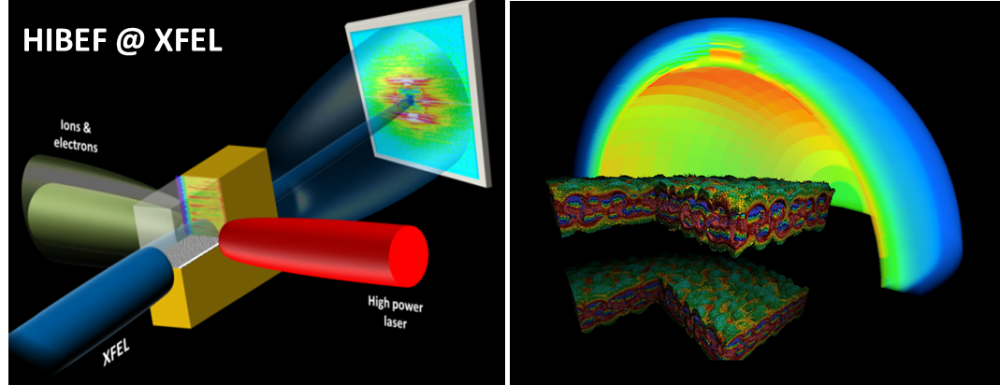 HIBEF @ XFEL
Ions &
electrons
High power
laser
XFEL